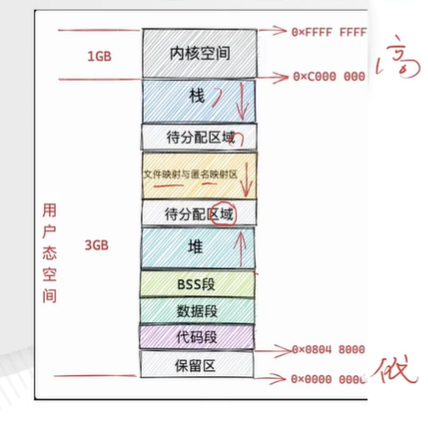 0×FFFF FFFF
高
1GB
内核空间
0×C000 000
栈
待分配区域
文件映射与匿名映射区
待分配区域
用户态空间
3GB
堆
BSS段
数据段
代码段
0×0804 8000
低
保留区
0×0000 000